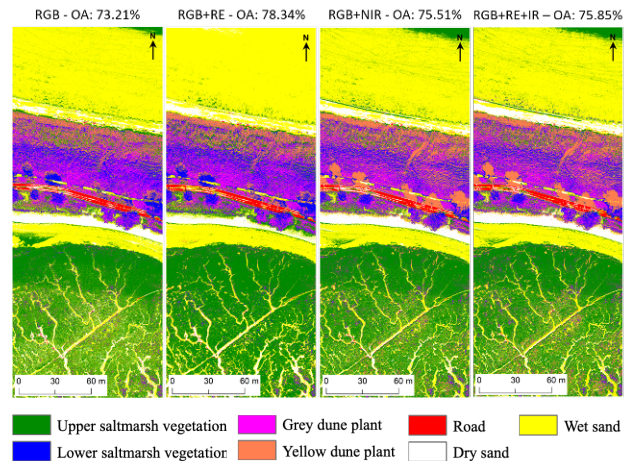 RGB - OA: 73.21% RGB+RE - OA: 78.34% RGB+NIR - OA: 75.51% RGB+RE+IR – OA: 75.85%
N N N N
0 30 60 m 0 30 60 m 0 30 60 m 0 30 60 m
Upper saltmarsh vegetation Grey dune plant Road Wet sand
Lower saltmarsh vegetation Yellow dune plant Dry sand